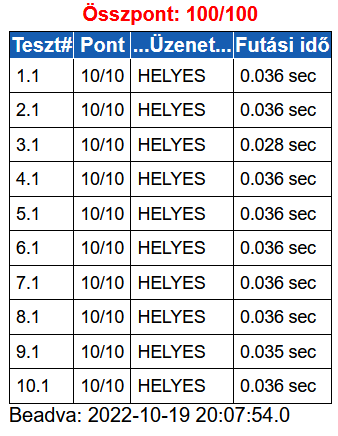 Összpont: 100/100
Teszt# Pont ...Üzenet... Futási idő
1.1 10/10 HELYES 0.036 sec
2.1 10/10 HELYES 0.036 sec
3.1 10/10 HELYES 0.028 sec
4.1 10/10 HELYES 0.036 sec
5.1 10/10 HELYES 0.036 sec
6.1 10/10 HELYES 0.036 sec
7.1 10/10 HELYES 0.036 sec
8.1 10/10 HELYES 0.036 sec
9.1 10/10 HELYES 0.035 sec
10.1 10/10 HELYES 0.036 sec
Beadva: 2022-10-19 20:07:54.0